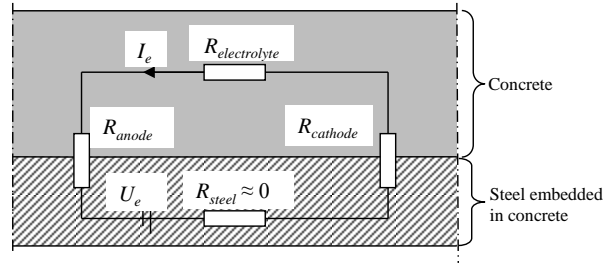 I_e
R_electrolyte
R_anode
R_cathode
Concrete
U_e
R_steel ≈ 0
Steel embedded
in concrete